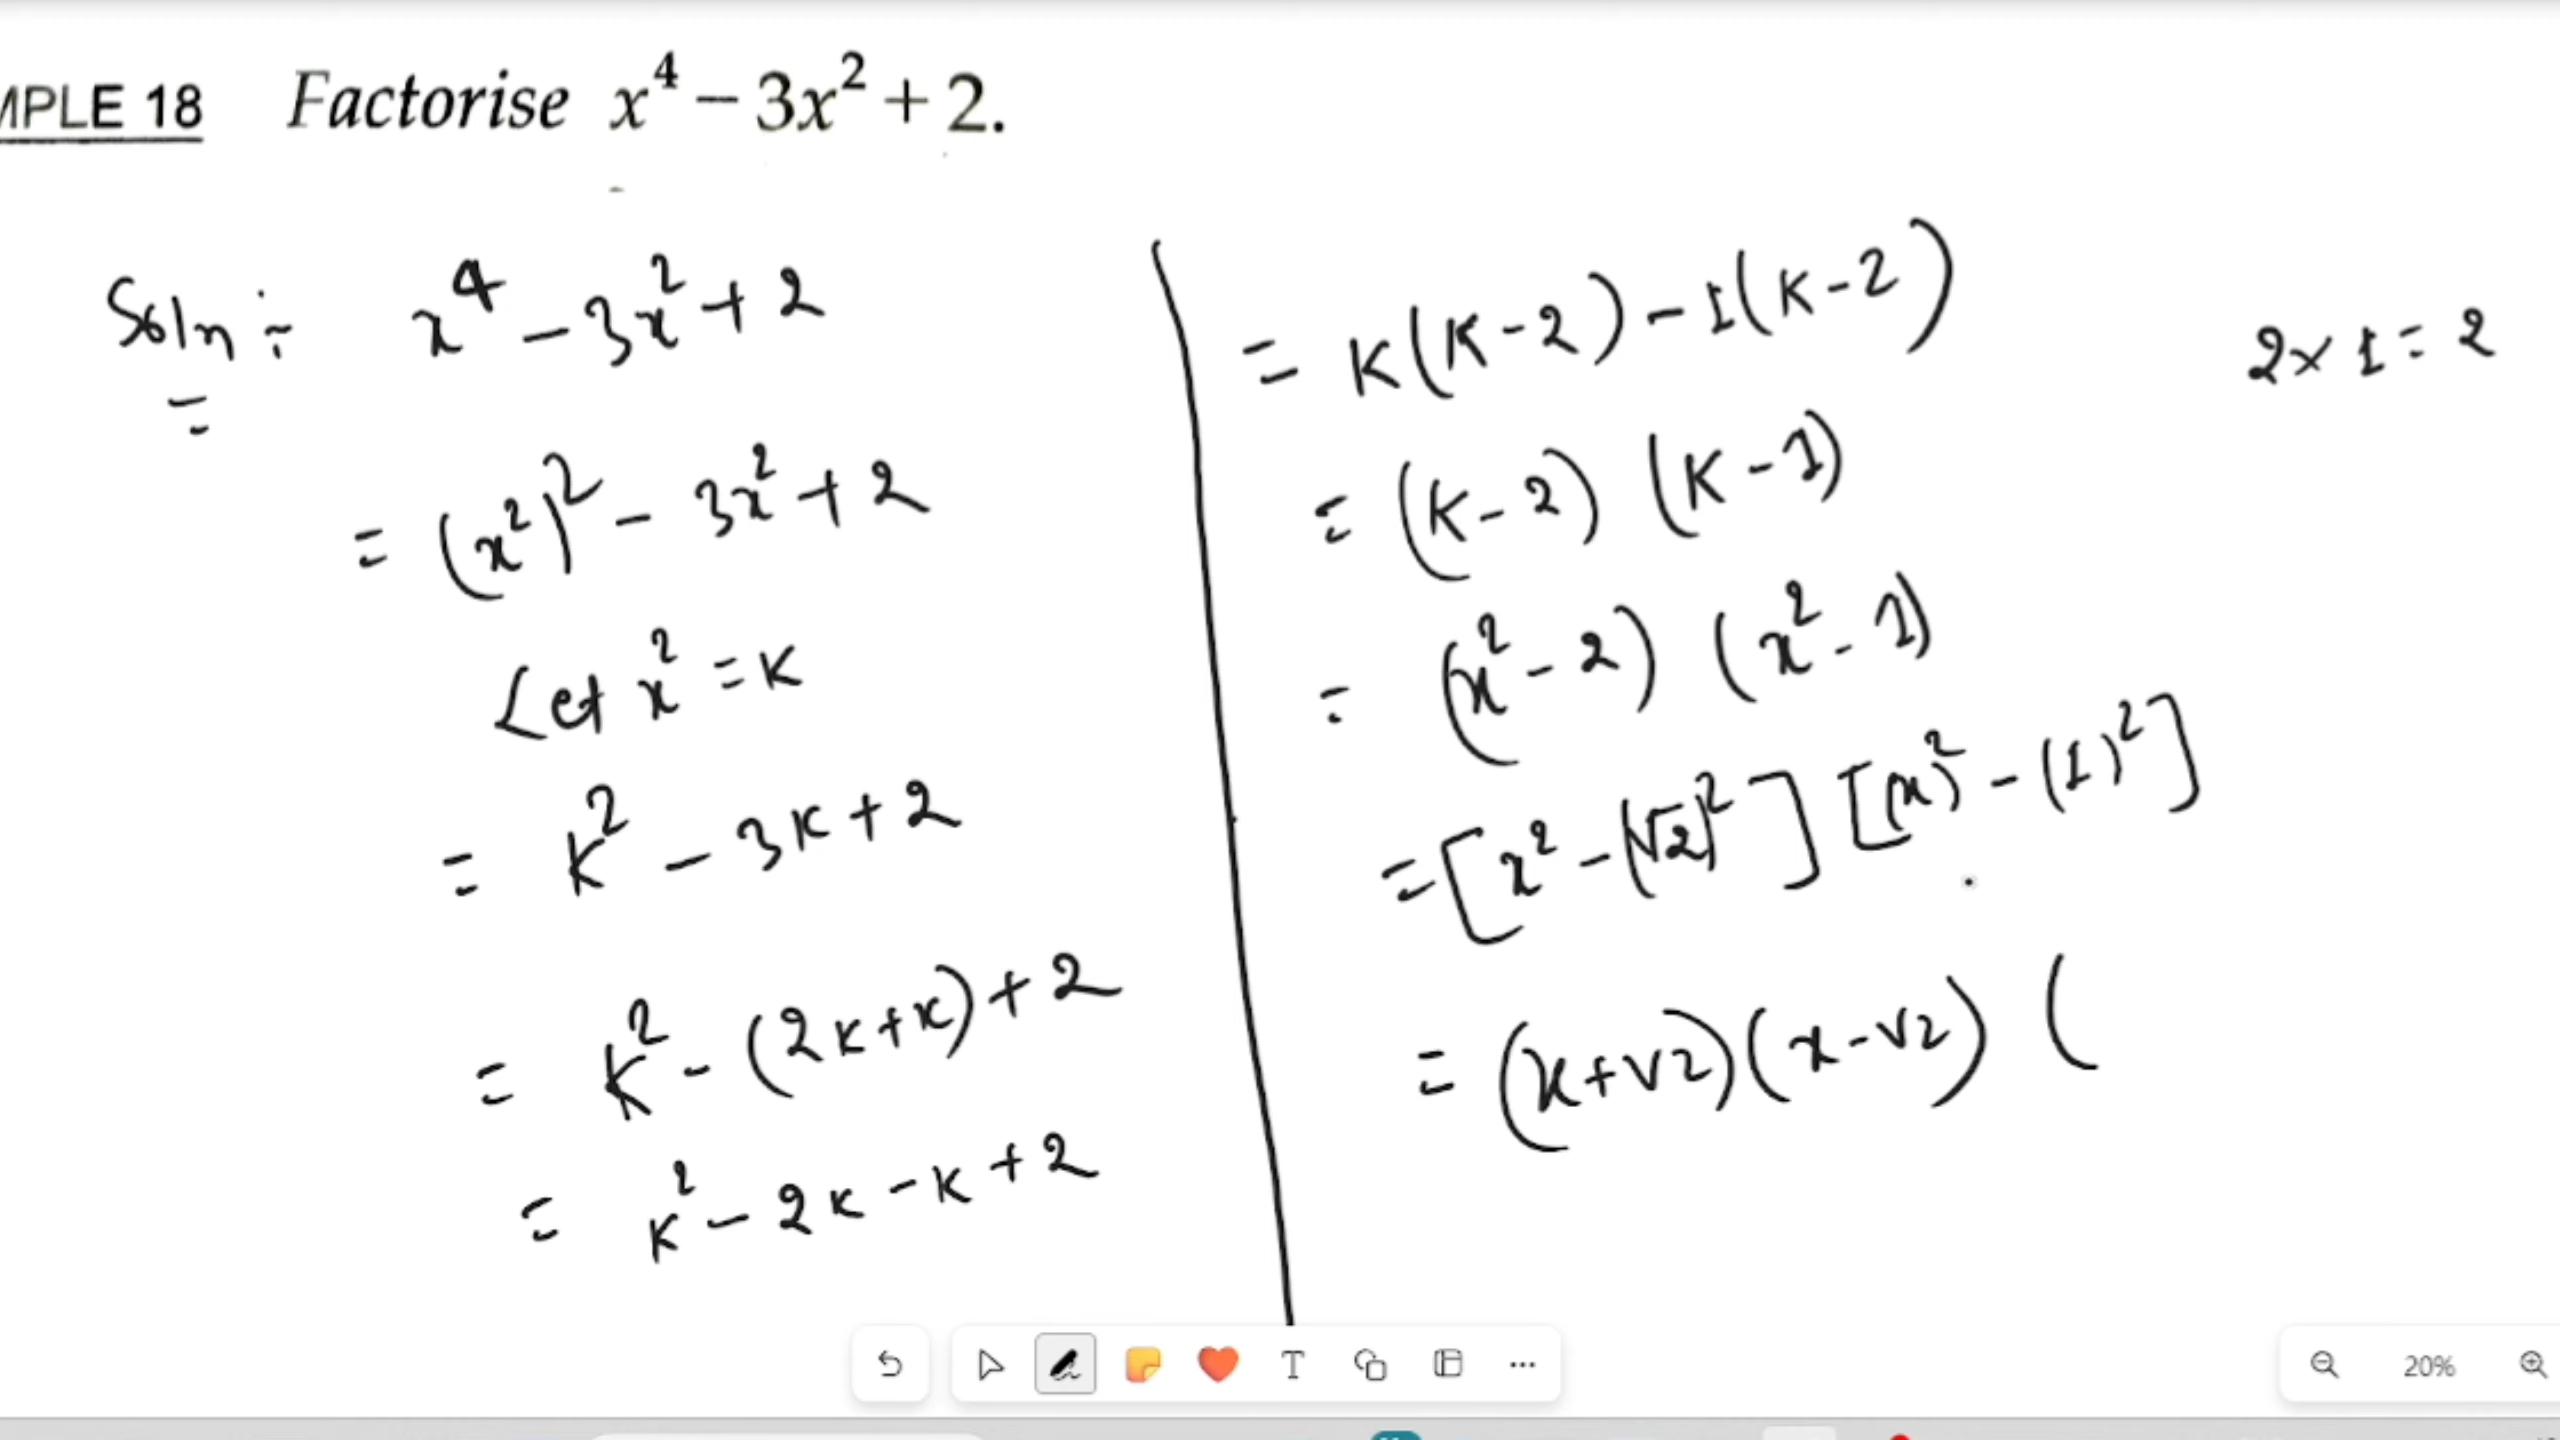 MPLE 18 Factorise x⁴ − 3x² + 2.
Soln :- x⁴ − 3x² + 2
= (x²)² − 3x² + 2
Let x² = K
= K² − 3K + 2
= K² − (2K + K) + 2
= K² − 2K − K + 2
= K(K − 2) − 1(K − 2)
= (K − 2) (K − 1)
= (x² − 2) (x² − 1)
= [x² − (√2)²] [(x)² − (1)²]
= (x + √2)(x − √2) (
2 × 1 = 2
T
20%